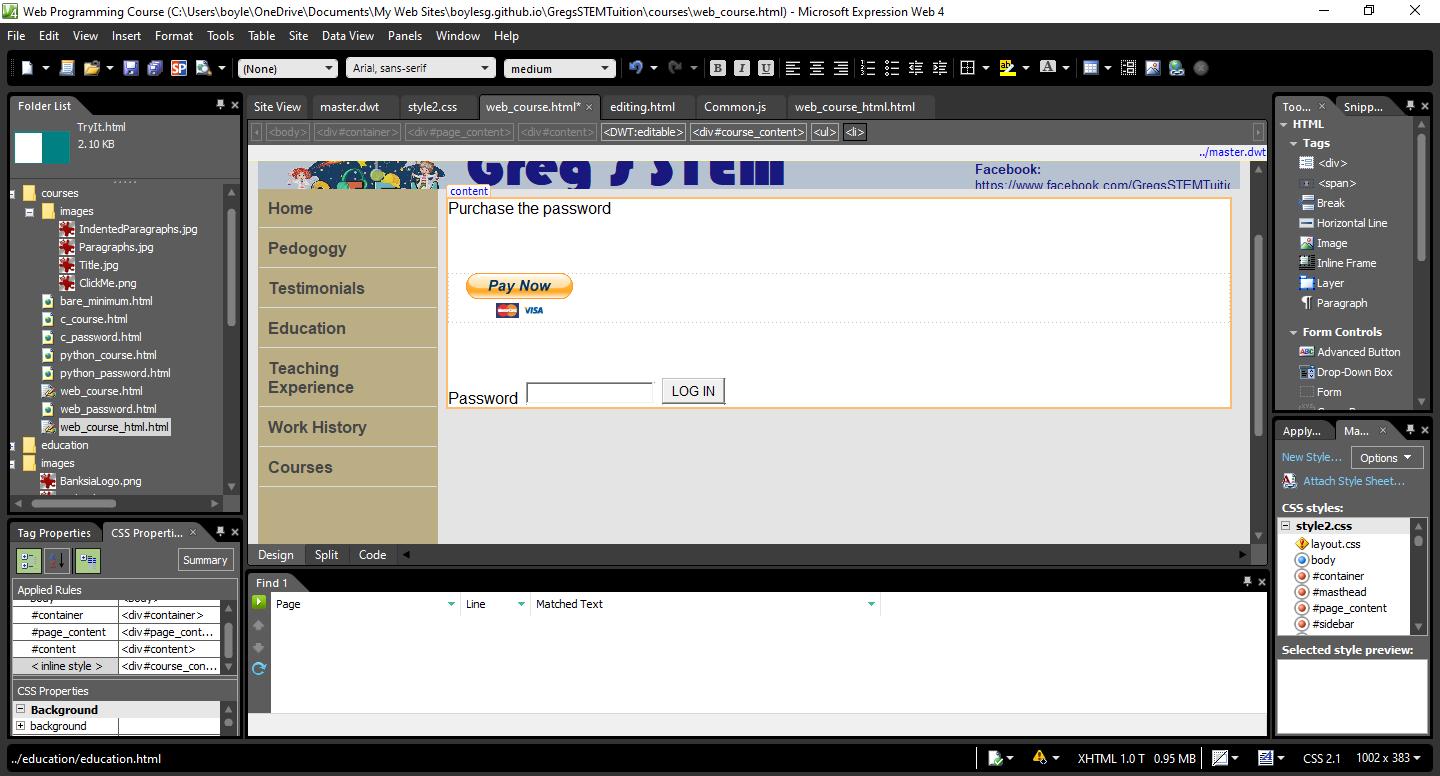 Web Programming Course (C:\Users\boyle\OneDrive\Documents\My Web Sites\boylesg.github.io\GregsSTEMTuition\courses\web_course.html) - Microsoft Expression Web 4
File Edit View Insert Format Tools Table Site Data View Panels Window Help
(None) Arial, sans-serif medium
Folder List
TryIt.html
2.10 KB
courses
images
IndentedParagraphs.jpg
Paragraphs.jpg
Title.jpg
ClickMe.png
bare_minimum.html
c_course.html
c_password.html
python_course.html
python_password.html
web_course.html
web_password.html
web_course_html.html
education
images
BanksiaLogo.png
Tag Properties CSS Properti...
Summary
Applied Rules
#container <div#container>
#page_content <div#page_cont...
#content <div#content>
< inline style > <div#course_con...
CSS Properties
Background
background
Site View master.dwt style2.css web_course.html* editing.html Common.js web_course_html.html
<body> <div#container> <div#page_content> <div#content> <DWT:editable> <div#course_content> <ul> <li>
../master.dwt
Greg's STEM
Facebook:
https://www.facebook.com/GregsSTEMTuitic
content
Home
Pedogogy
Testimonials
Education
Teaching
Experience
Work History
Courses
Purchase the password
Pay Now
MasterCard VISA
Password LOG IN
Design Split Code
Find 1
Page Line Matched Text
Too... Snipp...
HTML
Tags
<div>
<span>
Break
Horizontal Line
Image
Inline Frame
Layer
Paragraph
Form Controls
Advanced Button
Drop-Down Box
Form
Apply... Ma...
New Style... Options
Attach Style Sheet...
CSS styles:
style2.css
layout.css
body
#container
#masthead
#page_content
#sidebar
Selected style preview:
../education/education.html
XHTML 1.0 T 0.95 MB CSS 2.1 1002 x 383